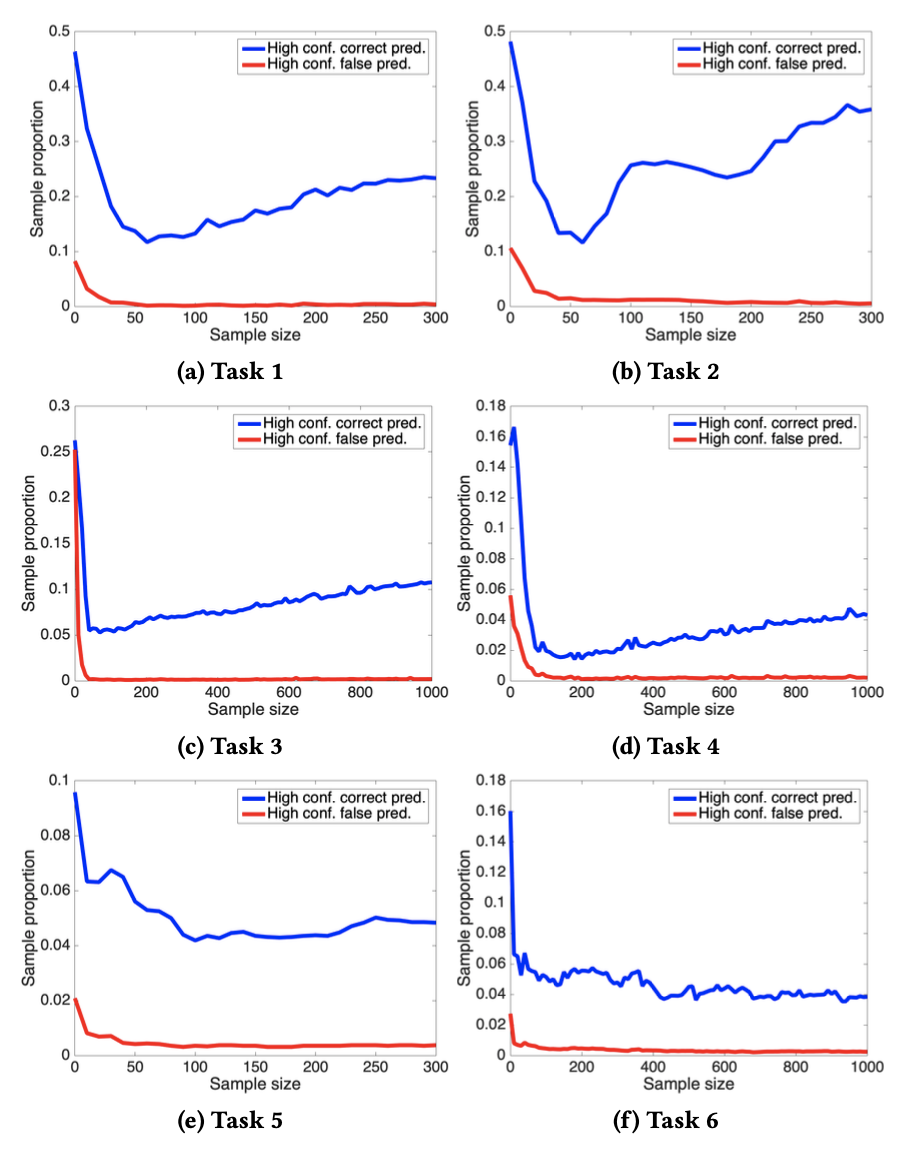 0.5
0.4
0.3
0.2
0.1
0
Sample proportion
High conf. correct pred.
High conf. false pred.
0 50 100 150 200 250 300
Sample size
(a) Task 1
0.5
0.4
0.3
0.2
0.1
0
Sample proportion
High conf. correct pred.
High conf. false pred.
0 50 100 150 200 250 300
Sample size
(b) Task 2
0.3
0.25
0.2
0.15
0.1
0.05
0
Sample proportion
High conf. correct pred.
High conf. false pred.
0 200 400 600 800 1000
Sample size
(c) Task 3
0.18
0.16
0.14
0.12
0.1
0.08
0.06
0.04
0.02
0
Sample proportion
High conf. correct pred.
High conf. false pred.
0 200 400 600 800 1000
Sample size
(d) Task 4
0.1
0.08
0.06
0.04
0.02
0
Sample proportion
High conf. correct pred.
High conf. false pred.
0 50 100 150 200 250 300
Sample size
(e) Task 5
0.18
0.16
0.14
0.12
0.1
0.08
0.06
0.04
0.02
0
Sample proportion
High conf. correct pred.
High conf. false pred.
0 200 400 600 800 1000
Sample size
(f) Task 6